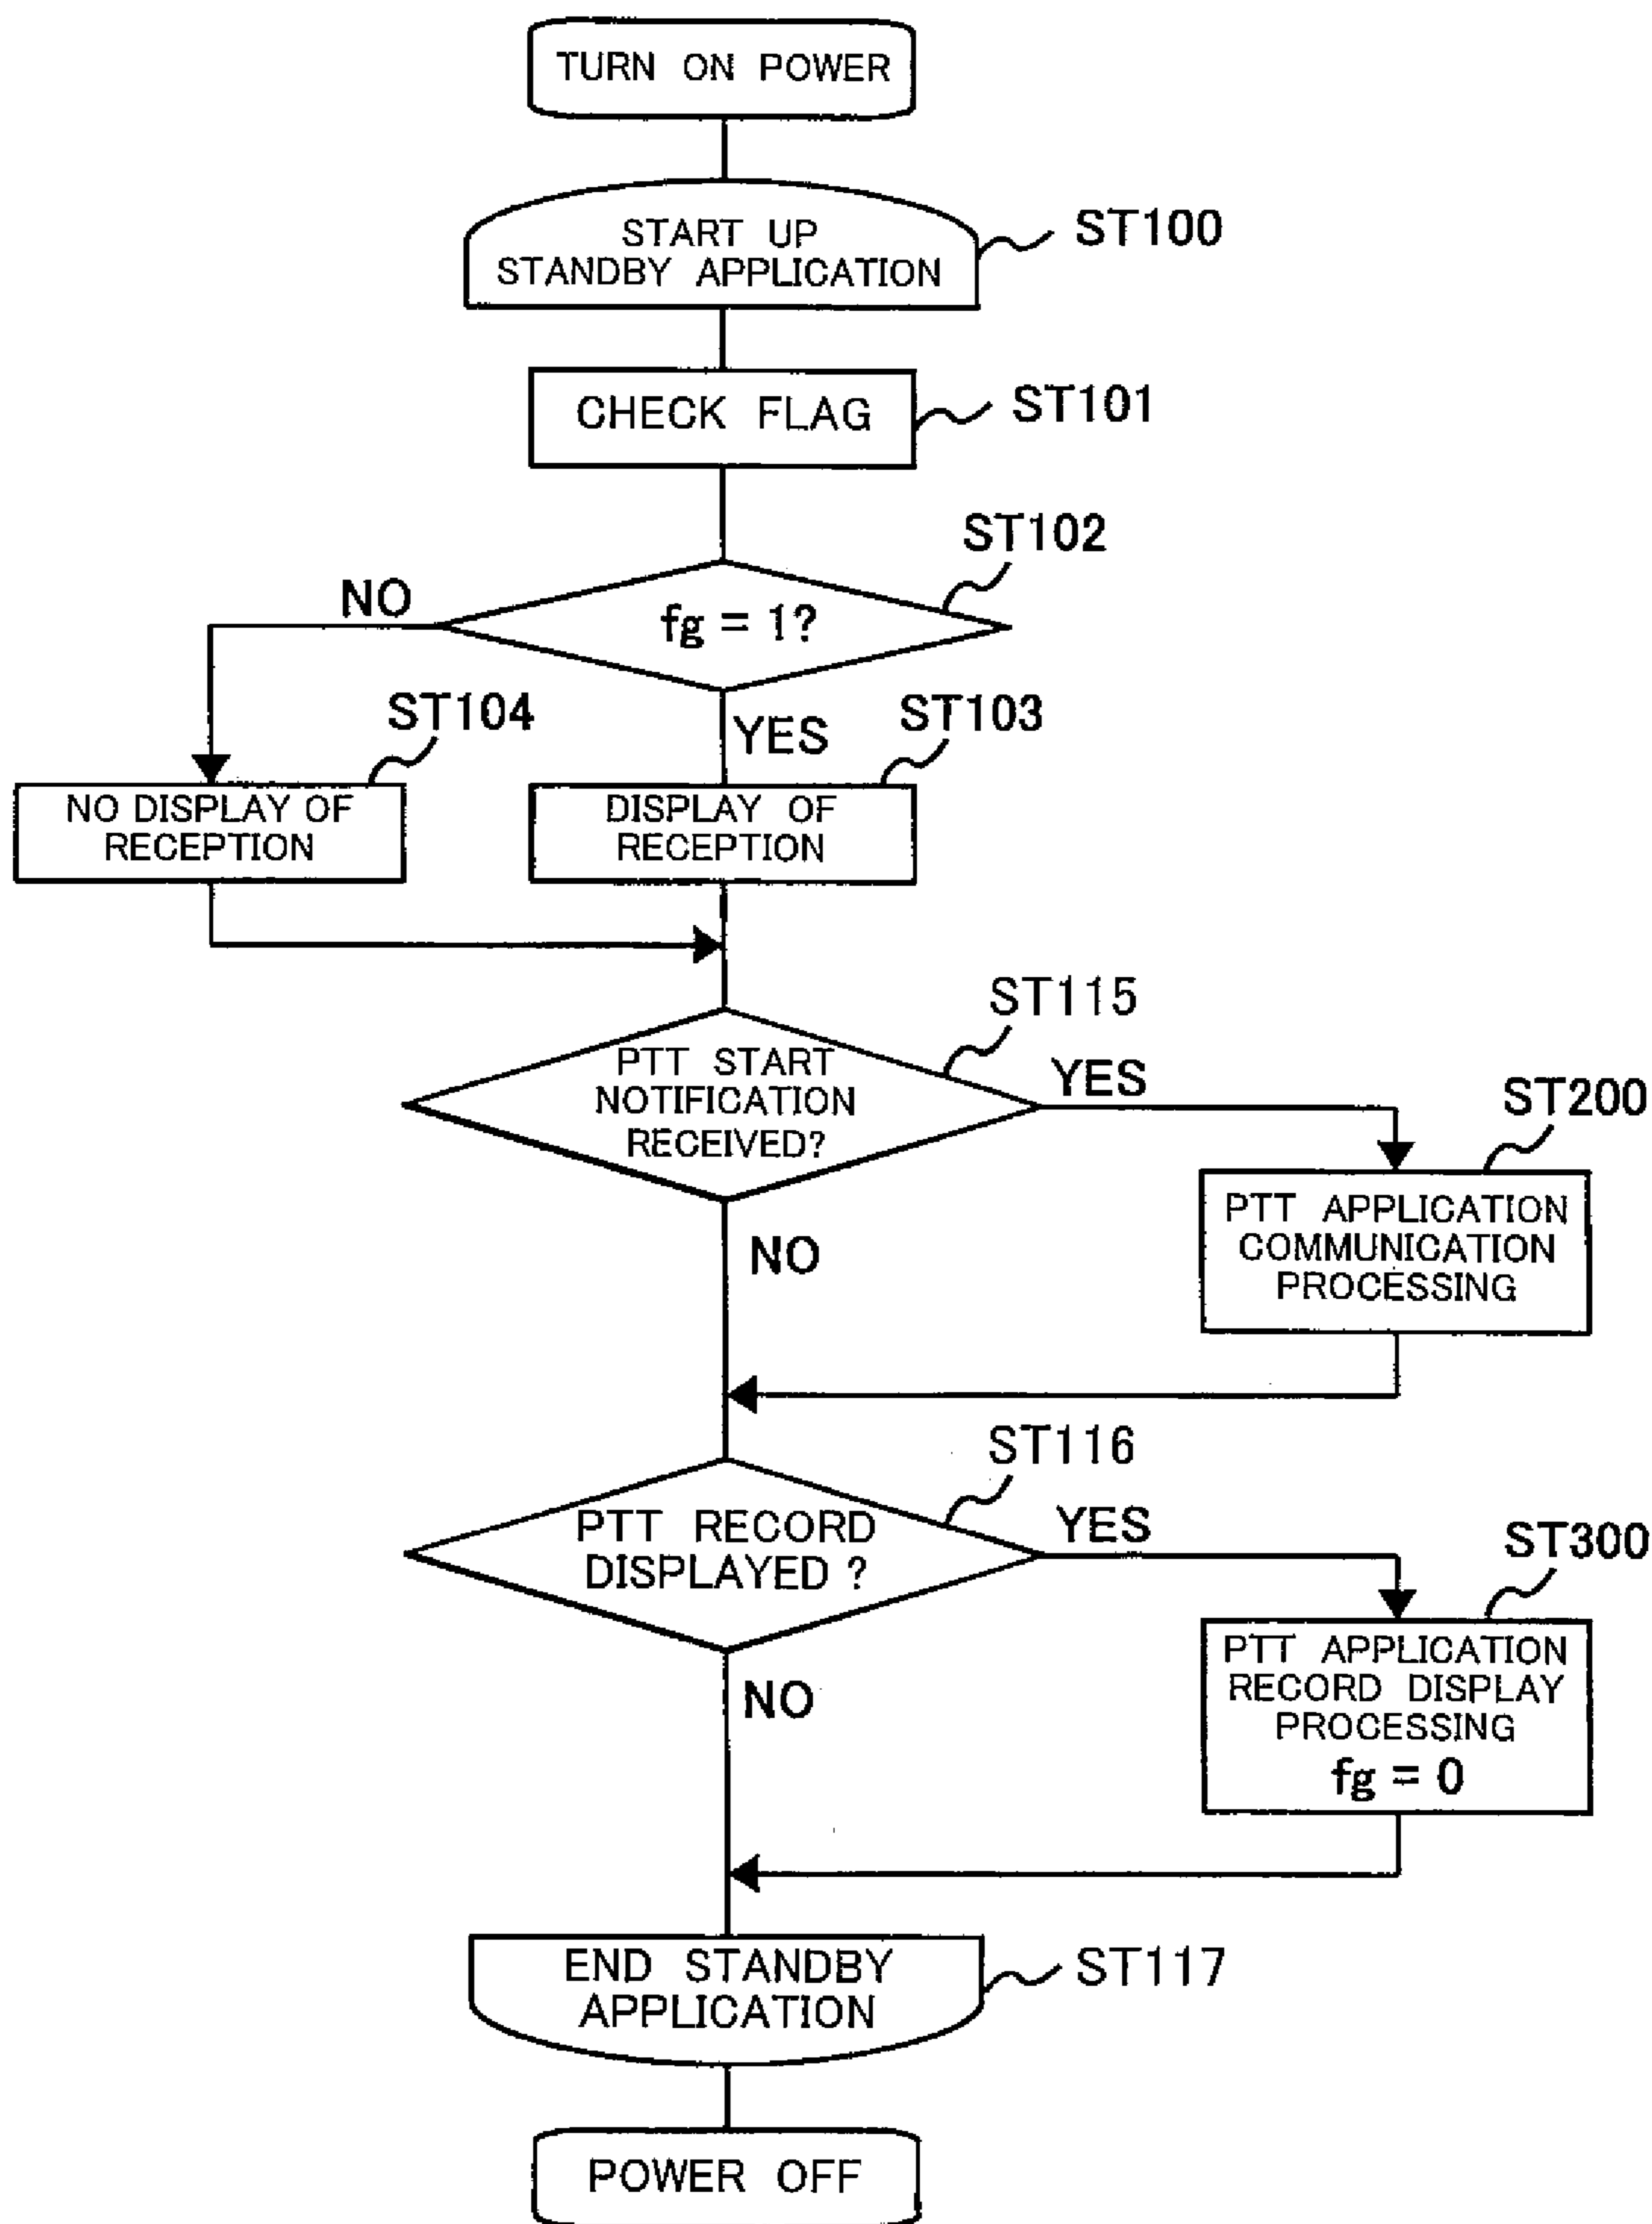 TURN ON POWER
START UP
STANDBY APPLICATION
ST100
CHECK FLAG
ST101
ST102
fg = 1?
NO
YES
ST104
ST103
NO DISPLAY OF
RECEPTION
DISPLAY OF
RECEPTION
ST115
PTT START
NOTIFICATION
RECEIVED?
YES
NO
ST200
PTT APPLICATION
COMMUNICATION
PROCESSING
ST116
PTT RECORD
DISPLAYED ?
YES
NO
ST300
PTT APPLICATION
RECORD DISPLAY
PROCESSING
fg = 0
END STANDBY
APPLICATION
ST117
POWER OFF